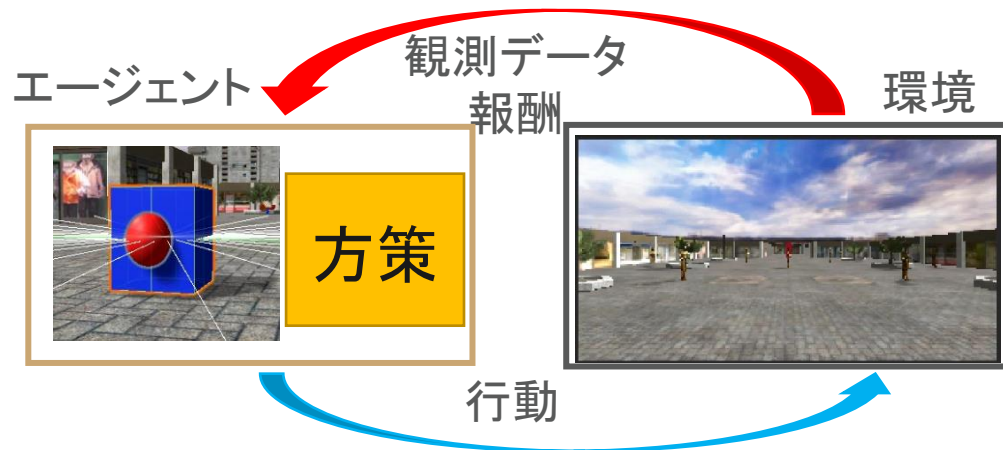 観測データ
エージェント
報酬
環境
方策
行動